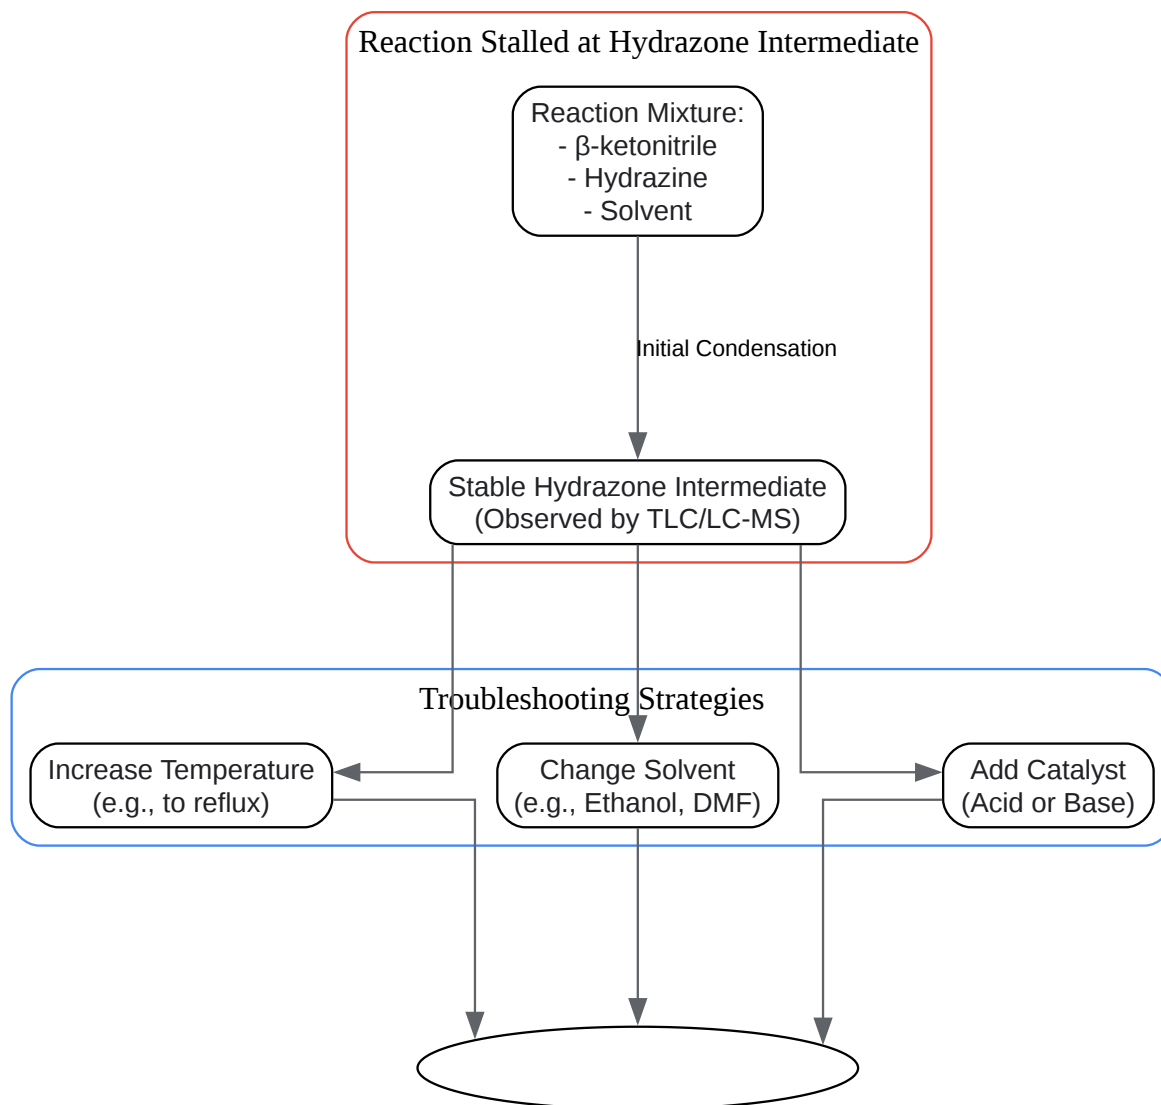 Reaction Stalled at Hydrazone Intermediate
Reaction Mixture:
- β-ketonitrile
- Hydrazine
- Solvent
Initial Condensation
Stable Hydrazone Intermediate
(Observed by TLC/LC-MS)
Troubleshooting Strategies
Increase Temperature
(e.g., to reflux)
Change Solvent
(e.g., Ethanol, DMF)
Add Catalyst
(Acid or Base)